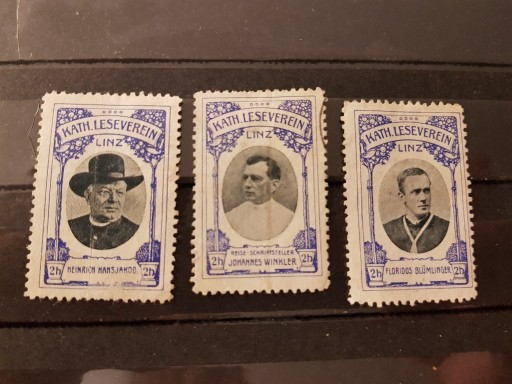 KATH. LESEVEREIN
LINZ
HEINRICH HANSJAKOB.
2h 2h
KATH. LESEVEREIN
LINZ
REISE-SCHRIFTSTELLER
JOHANNES WINKLER
2h 2h
KATH. LESEVEREIN
LINZ
FLORIDUS BLÜMLINGER
2h 2h